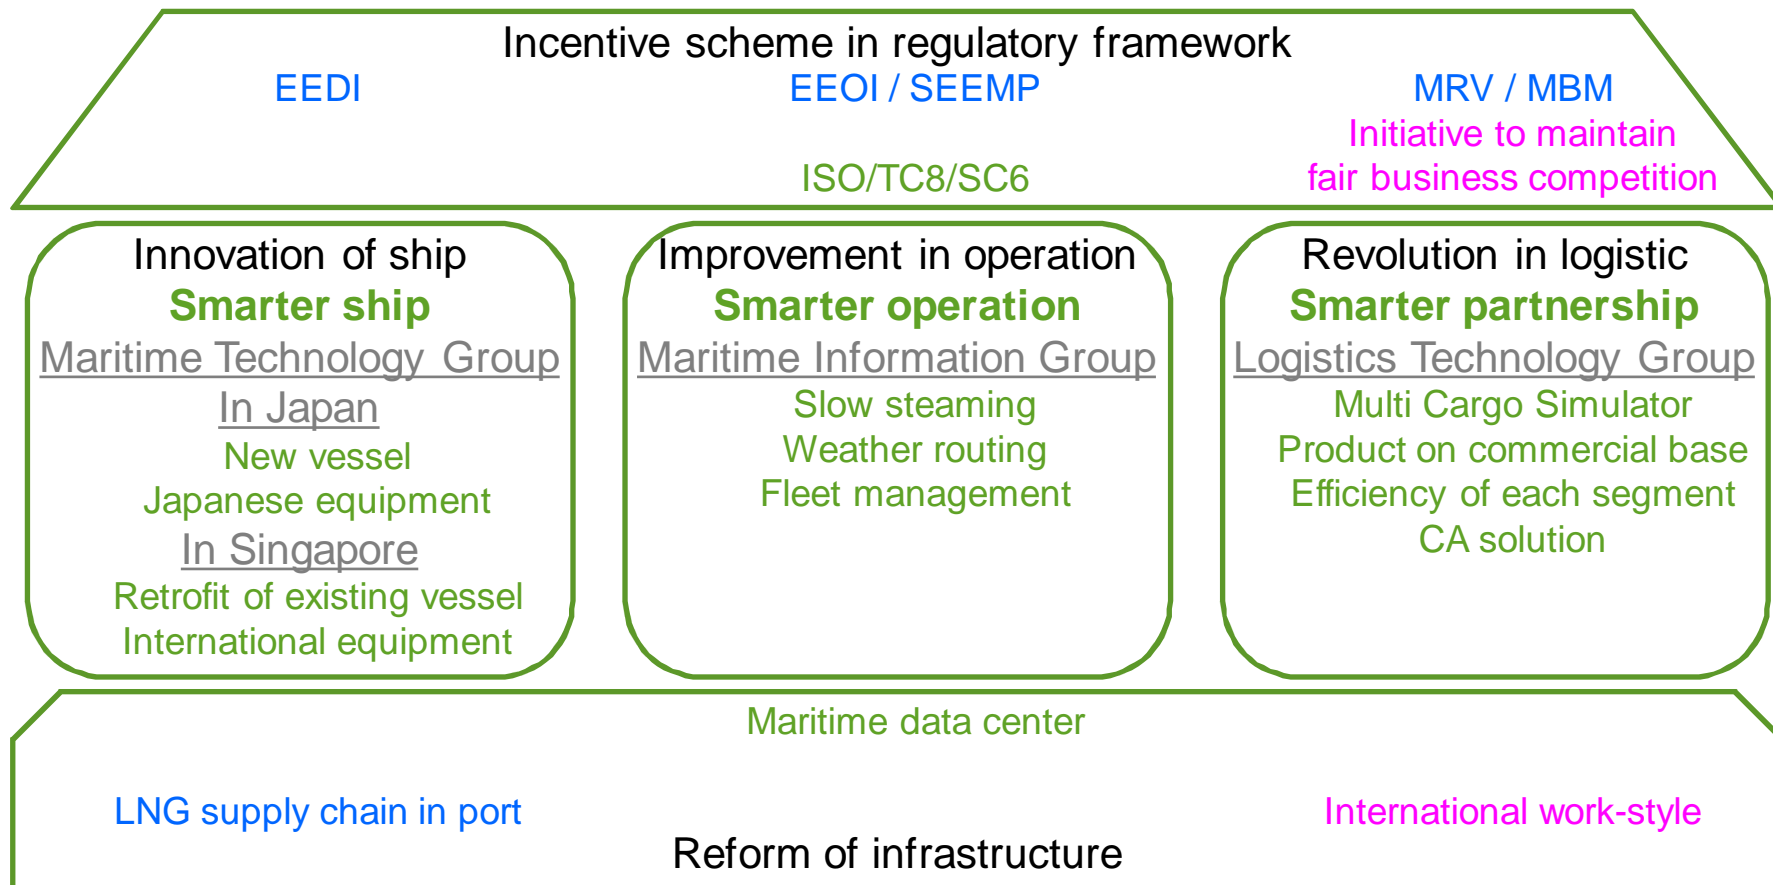 Incentive scheme in regulatory framework
EEDI
EEOI / SEEMP
MRV / MBM
Initiative to maintain
fair business competition
ISO/TC8/SC6
Innovation of ship
Smarter ship
Maritime Technology Group
In Japan
New vessel
Japanese equipment
In Singapore
Retrofit of existing vessel
International equipment
Improvement in operation
Smarter operation
Maritime Information Group
Slow steaming
Weather routing
Fleet management
Revolution in logistic
Smarter partnership
Logistics Technology Group
Multi Cargo Simulator
Product on commercial base
Efficiency of each segment
CA solution
Maritime data center
LNG supply chain in port
International work-style
Reform of infrastructure